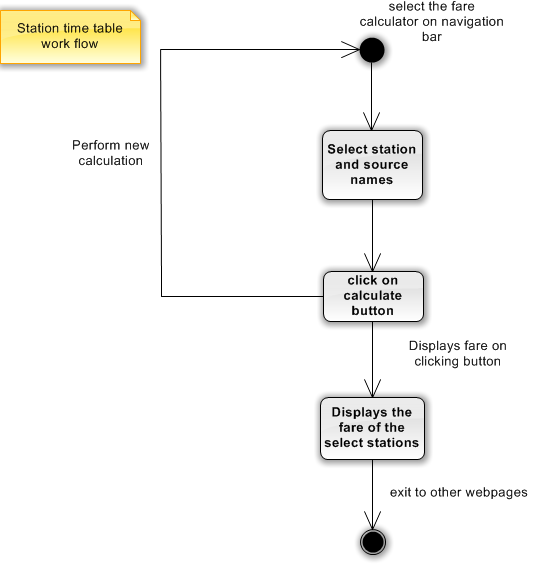 select the fare
calculator on navigation
bar
Station time table
work flow
Perform new
calculation
Select station
and source
names
click on
calculate
button
Displays fare on
clicking button
Displays the
fare of the
select stations
exit to other webpages